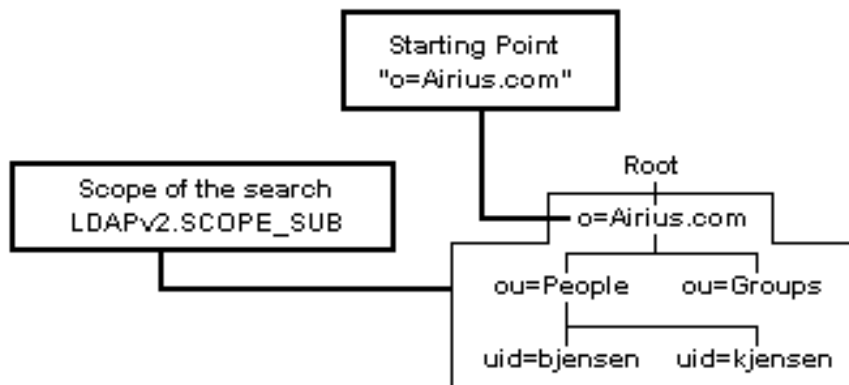 Starting Point
"o=Airius.com"
Scope of the search
LDAPv2.SCOPE_SUB
Root
o=Airius.com
ou=People
ou=Groups
uid=bjensen
uid=kjensen